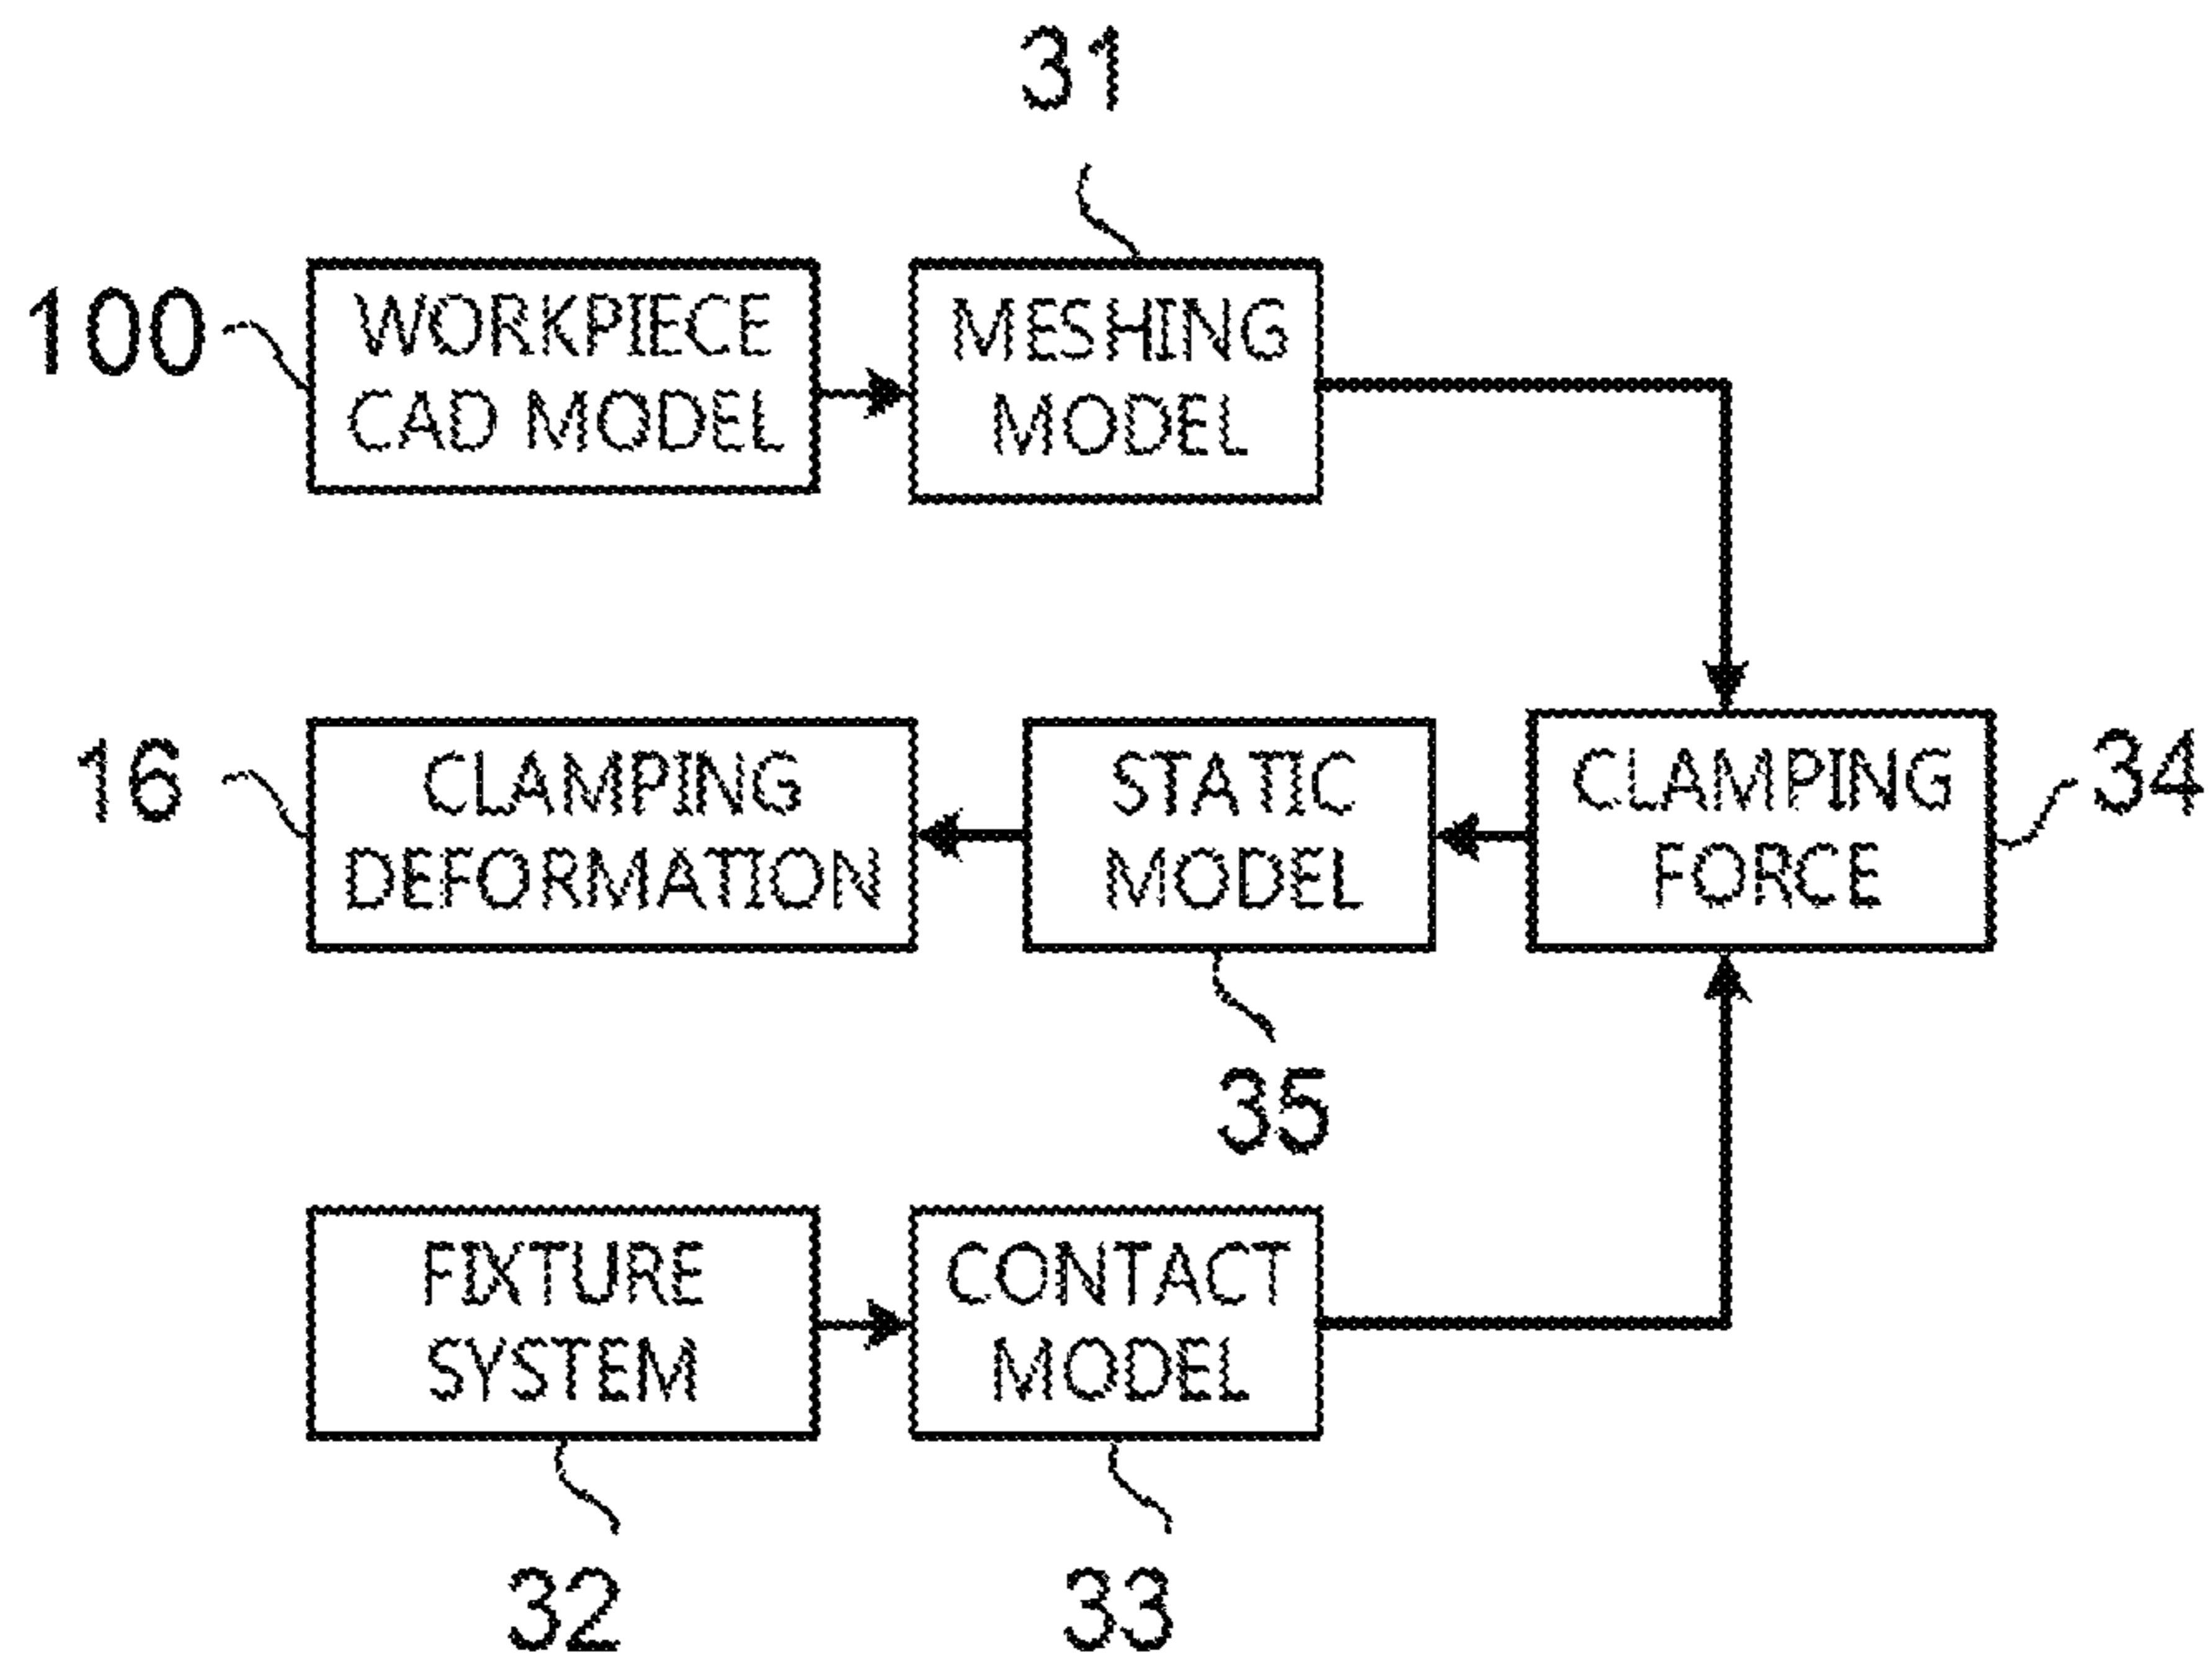 31
100
WORKPIECE
CAD MODEL
MESHING
MODEL
16
CLAMPING
DEFORMATION
STATIC
MODEL
CLAMPING
FORCE
34
35
FIXTURE
SYSTEM
CONTACT
MODEL
32
33